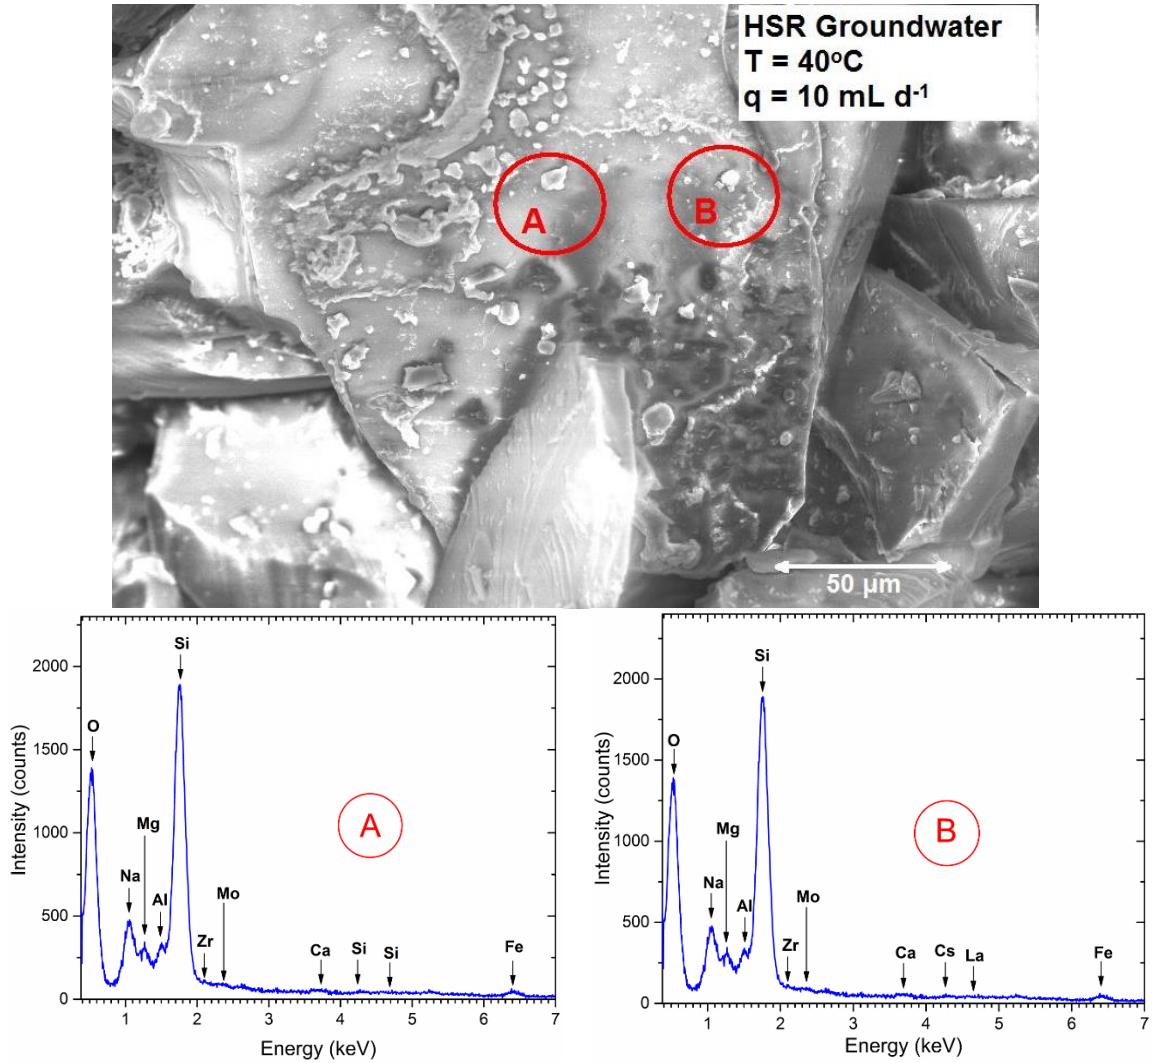 HSR Groundwater
T = 40°C
q = 10 mL d⁻¹
A
B
50 µm
Si
O
Mg
Na
Al
Zr
Mo
Ca
Si
Si
Fe
A
2000
1500
1000
500
0
1
2
3
4
5
6
7
Intensity (counts)
Energy (keV)
Si
O
Mg
Na
Al
Zr
Mo
Ca
Cs
La
Fe
B
2000
1500
1000
500
0
1
2
3
4
5
6
7
Intensity (counts)
Energy (keV)